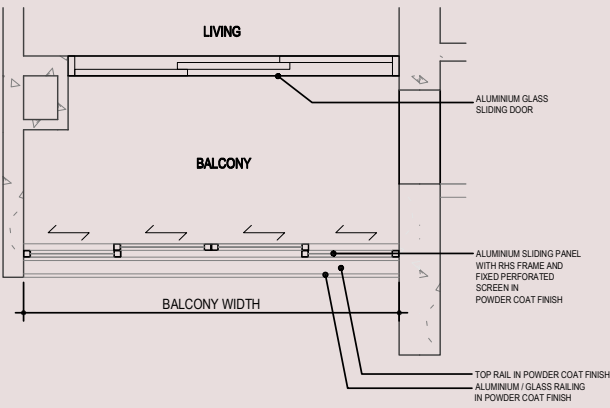 LIVING
ALUMINIUM GLASS
SLIDING DOOR
BALCONY
ALUMINIUM SLIDING PANEL
WITH RHS FRAME AND
FIXED PERFORATED
SCREEN IN
POWDER COAT FINISH
BALCONY WIDTH
TOP RAIL IN POWDER COAT FINISH
ALUMINIUM / GLASS RAILING
IN POWDER COAT FINISH